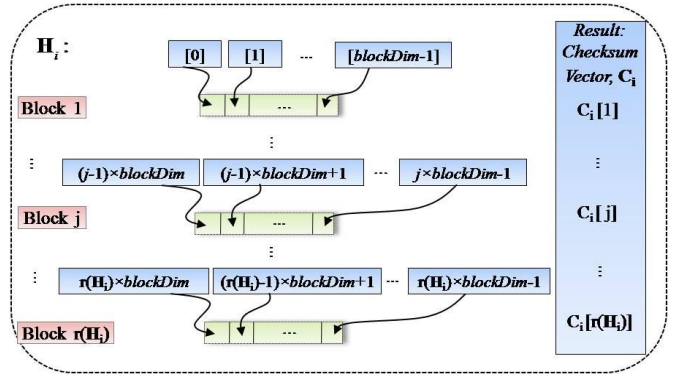 H_i :
[0] [1] ... [blockDim-1]
Result:
Checksum
Vector, C_i
Block 1
...
C_i [1]
⋮
⋮ (j-1)×blockDim (j-1)×blockDim+1 ... j×blockDim-1
⋮
Block j
...
C_i [ j]
⋮
⋮ r(H_i)×blockDim (r(H_i)-1)×blockDim+1 ... r(H_i)×blockDim-1
⋮
Block r(H_i)
...
C_i[r(H_i)]